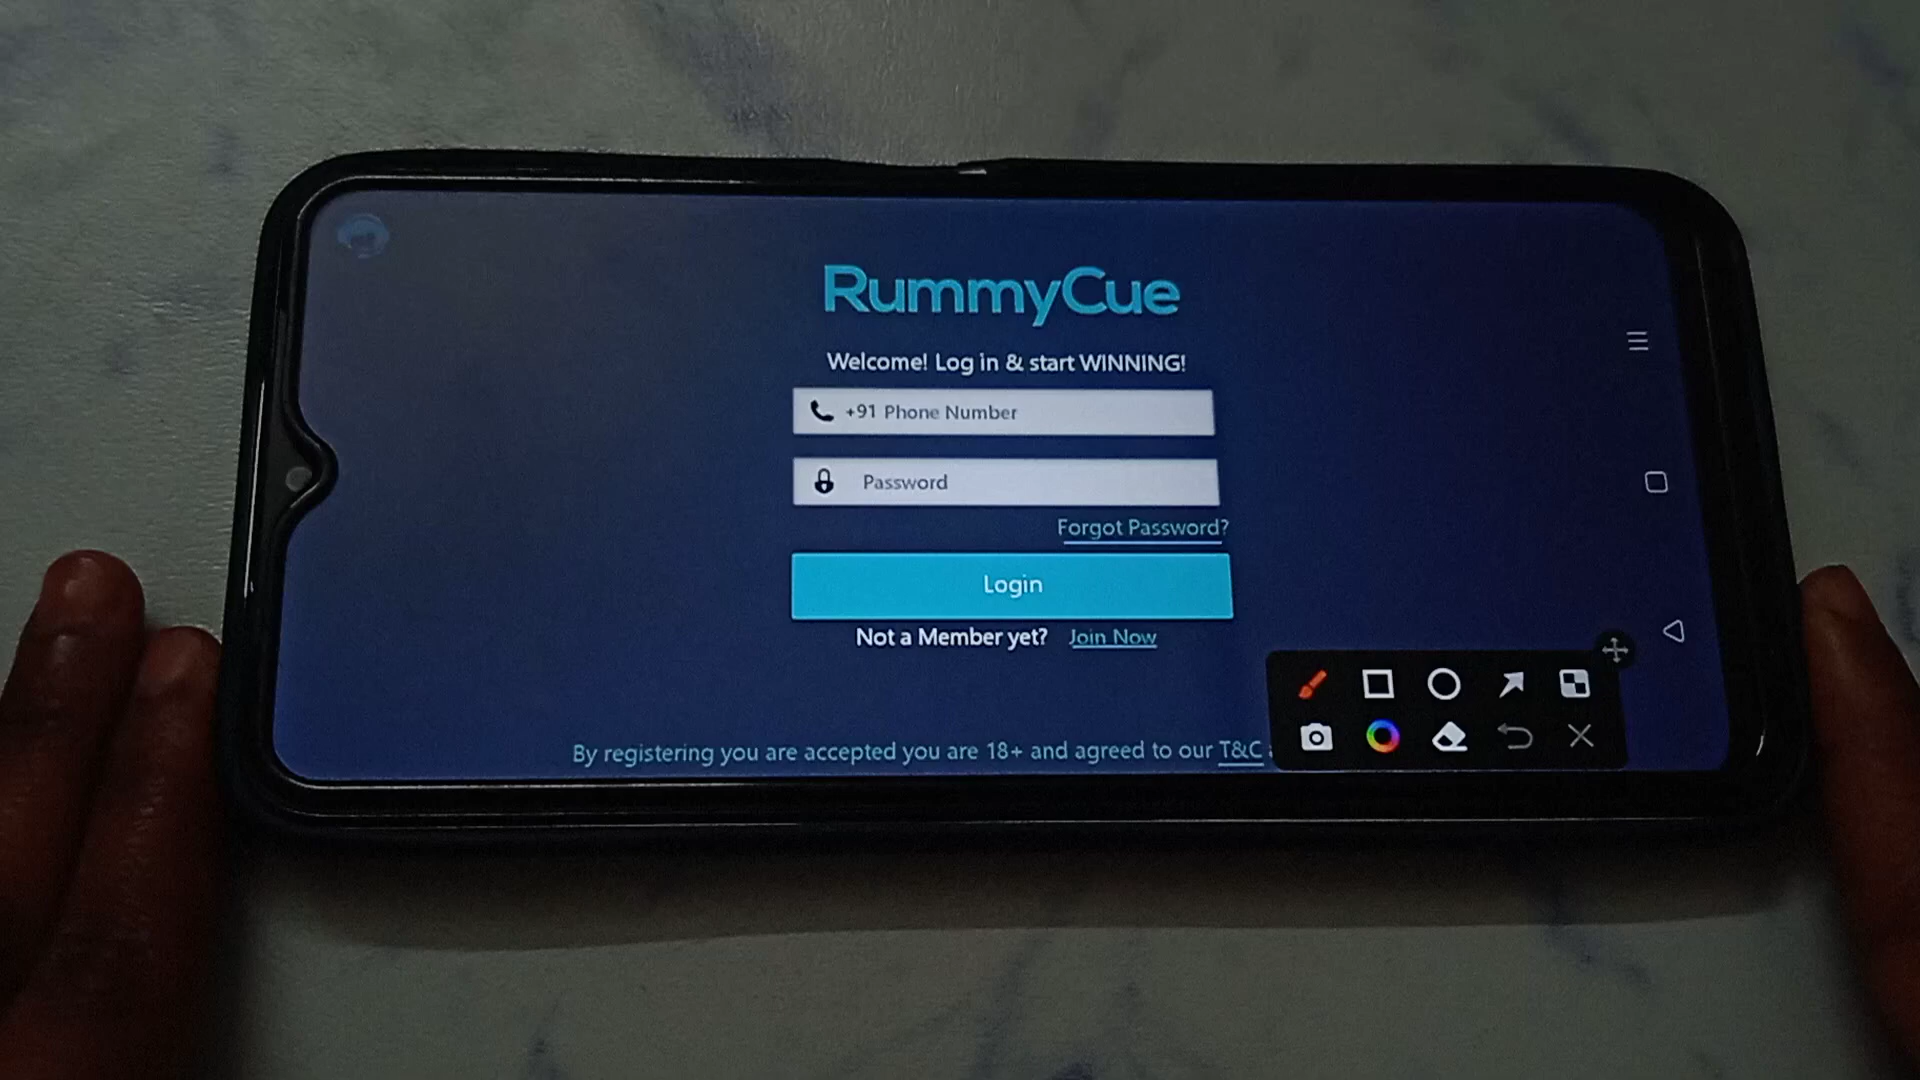 RummyCue
Welcome! Log in & start WINNING!
+91 Phone Number
Password
Forgot Password?
Login
Not a Member yet? Join Now
By registering you are accepted you are 18+ and agreed to our T&C